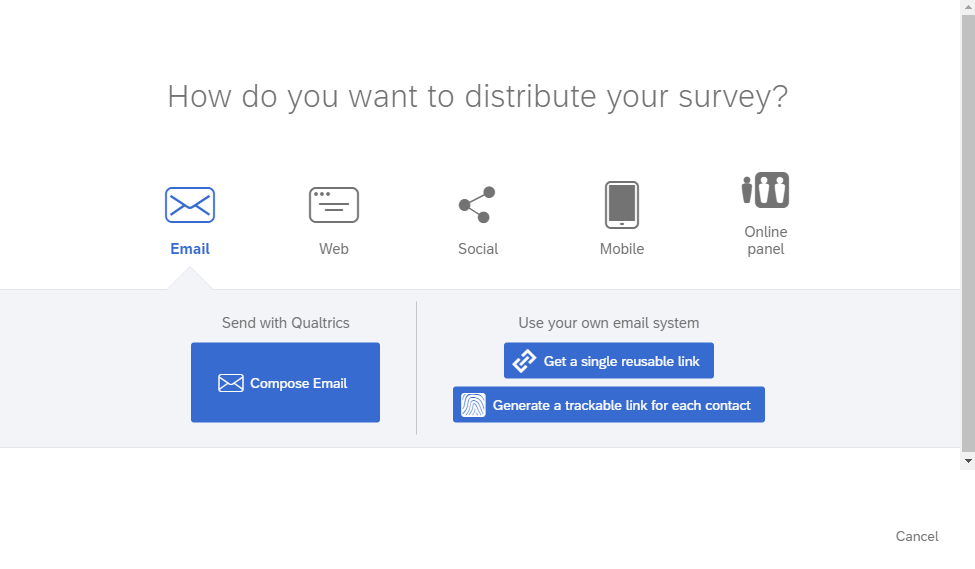 How do you want to distribute your survey?
Email
Web
Social
Mobile
Online
panel
Send with Qualtrics
Compose Email
Use your own email system
Get a single reusable link
Generate a trackable link for each contact
Cancel